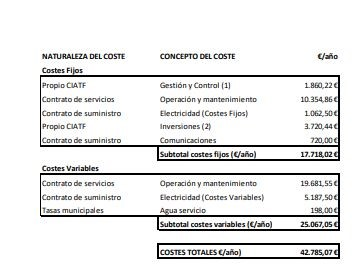 NATURALEZA DEL COSTE CONCEPTO DEL COSTE €/año
Costes Fijos
Propio CIATF Gestión y Control (1) 1.860,22 €
Contrato de servicios Operación y mantenimiento 10.354,86 €
Contrato de suministro Electricidad (Costes Fijos) 1.062,50 €
Propio CIATF Inversiones (2) 3.720,44 €
Contrato de suministro Comunicaciones 720,00 €
Subtotal costes fijos (€/año) 17.718,02 €
Costes Variables
Contrato de servicios Operación y mantenimiento 19.681,55 €
Contrato de suministro Electricidad (Costes Variables) 5.187,50 €
Tasas municipales Agua servicio 198,00 €
Subtotal costes variables (€/año) 25.067,05 €
COSTES TOTALES €/año) 42.785,07 €